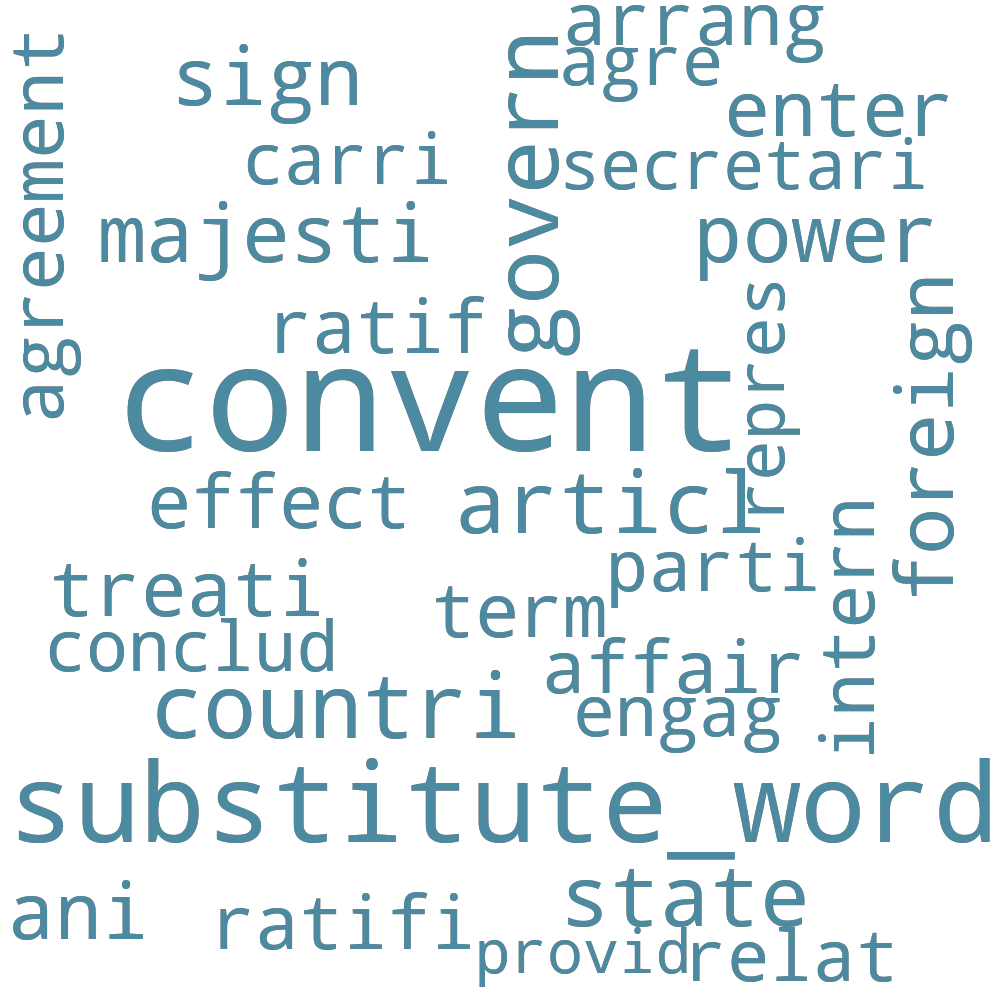 arrang
agreement
sign
govern
agre
enter
carri
secretari
majesti
power
ratif
repres
foreign
convent
effect
articl
intern
parti
treati
term
conclud
affair
countri
engag
substitute_word
ani
ratifi
state
provid
relat